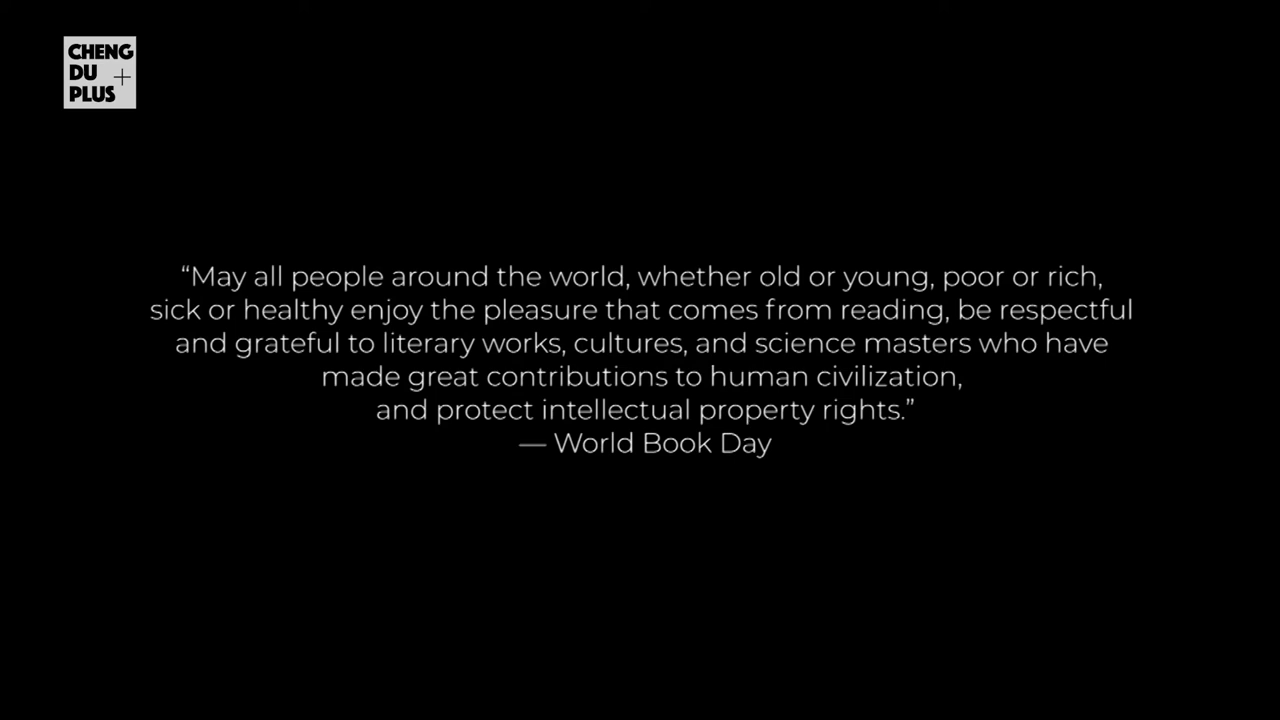 CHENG
DU
PLUS
“May all people around the world, whether old or young, poor or rich,
sick or healthy enjoy the pleasure that comes from reading, be respectful
and grateful to literary works, cultures, and science masters who have
made great contributions to human civilization,
and protect intellectual property rights.”
— World Book Day